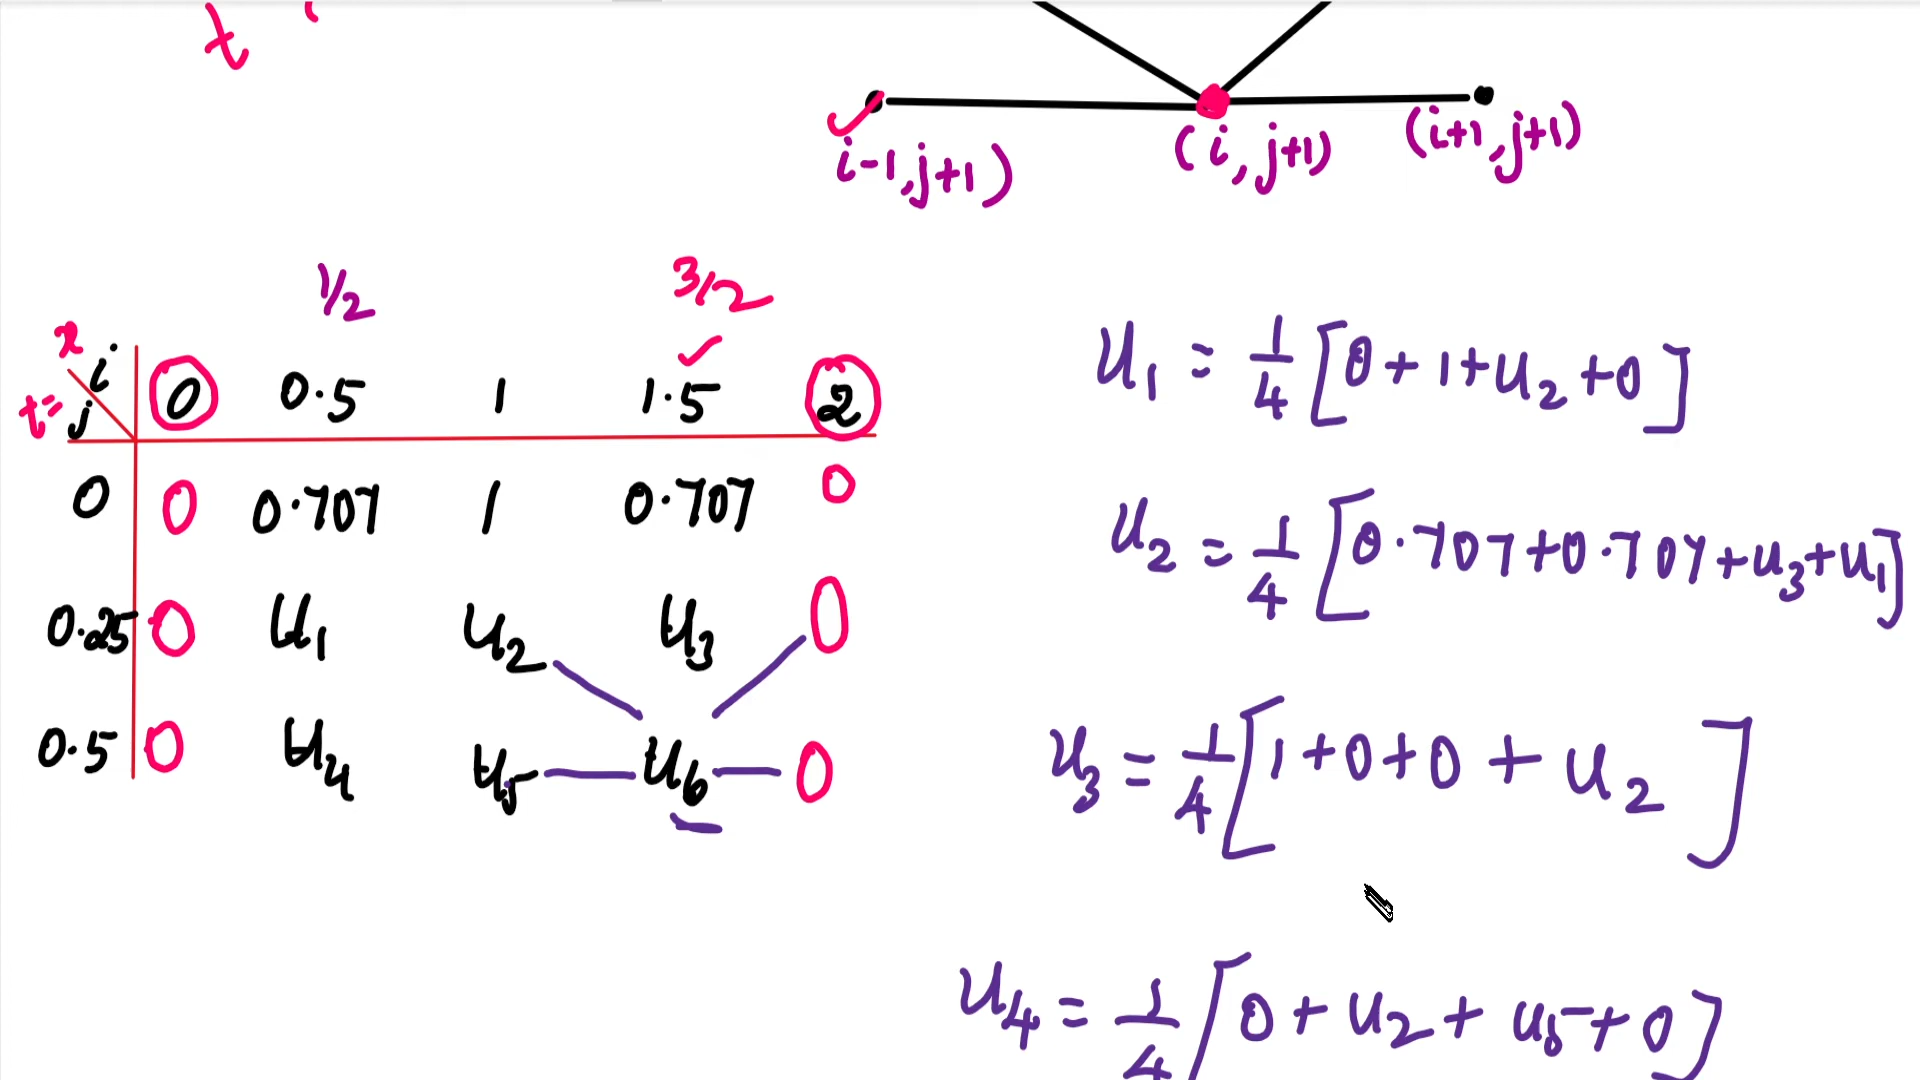 t
i-1,j+1)
(i,j+1)
(i+1,j+1)
1/2 3/2
x i
t= j 0 0.5 1 1.5 2
0 0 0.707 1 0.707 0
0.25 0 u1 u2 u3 0
0.5 0 u4 u5 u6 0
u1 = 1/4 [0+1+u2+0]
u2 = 1/4 [0.707+0.707+u3+u1]
u3 = 1/4 [1+0+0+u2]
u4 = 1/4 [0+u2+u5+0]